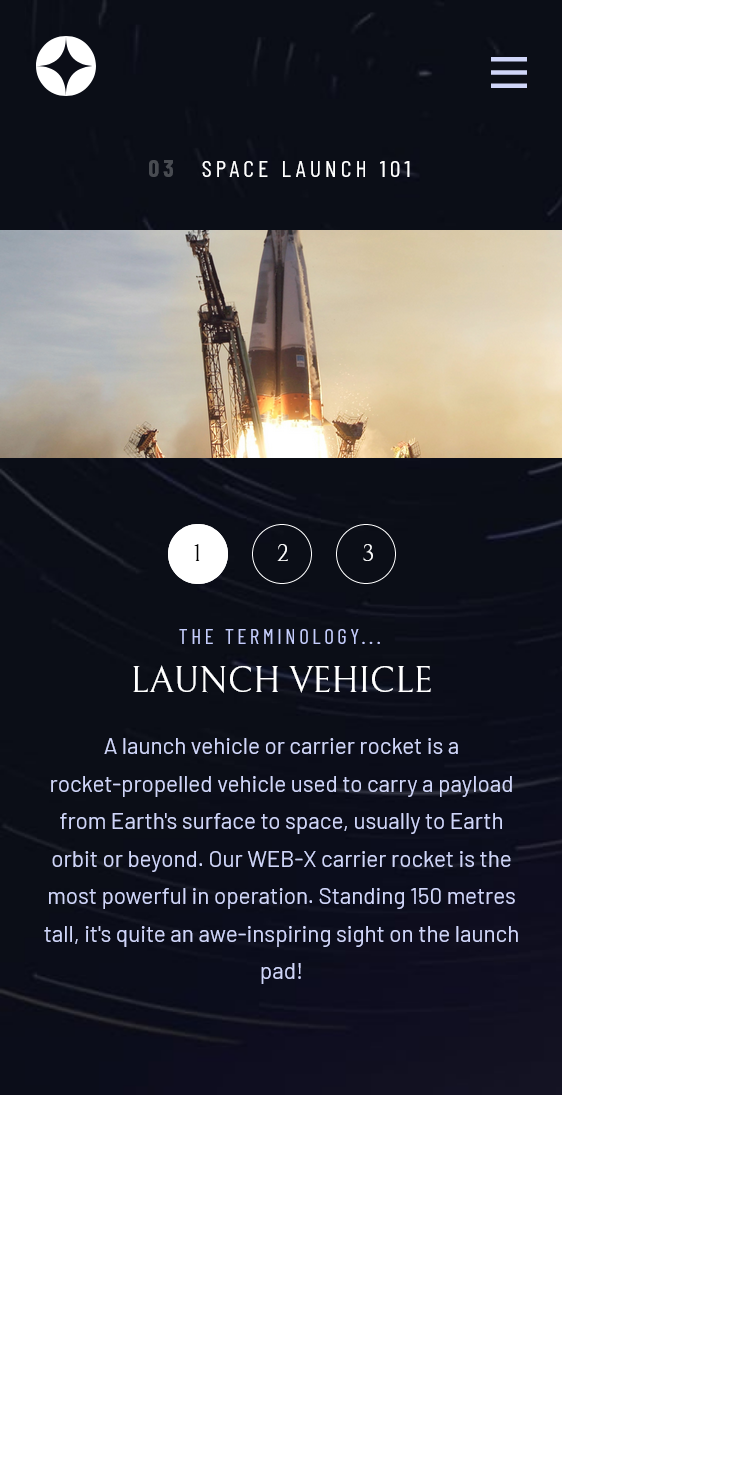 03 SPACE LAUNCH 101
1 2 3
THE TERMINOLOGY...
LAUNCH VEHICLE
A launch vehicle or carrier rocket is a
rocket-propelled vehicle used to carry a payload
from Earth's surface to space, usually to Earth
orbit or beyond. Our WEB-X carrier rocket is the
most powerful in operation. Standing 150 metres
tall, it's quite an awe-inspiring sight on the launch
pad!